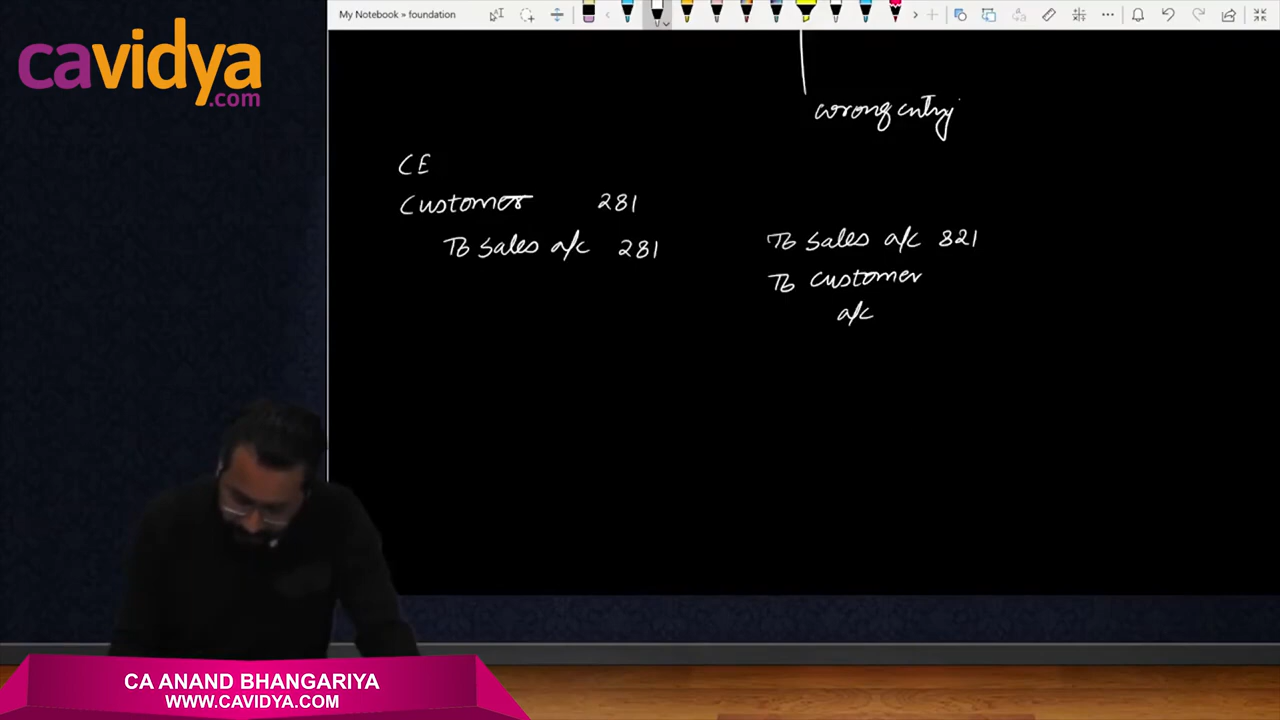 cavidya
.com
My Notebook » foundation
wrong entry
CE
Customer 281
To Sales a/c 281
To Sales a/c 821
To Customer
a/c
CA ANAND BHANGARIYA
WWW.CAVIDYA.COM